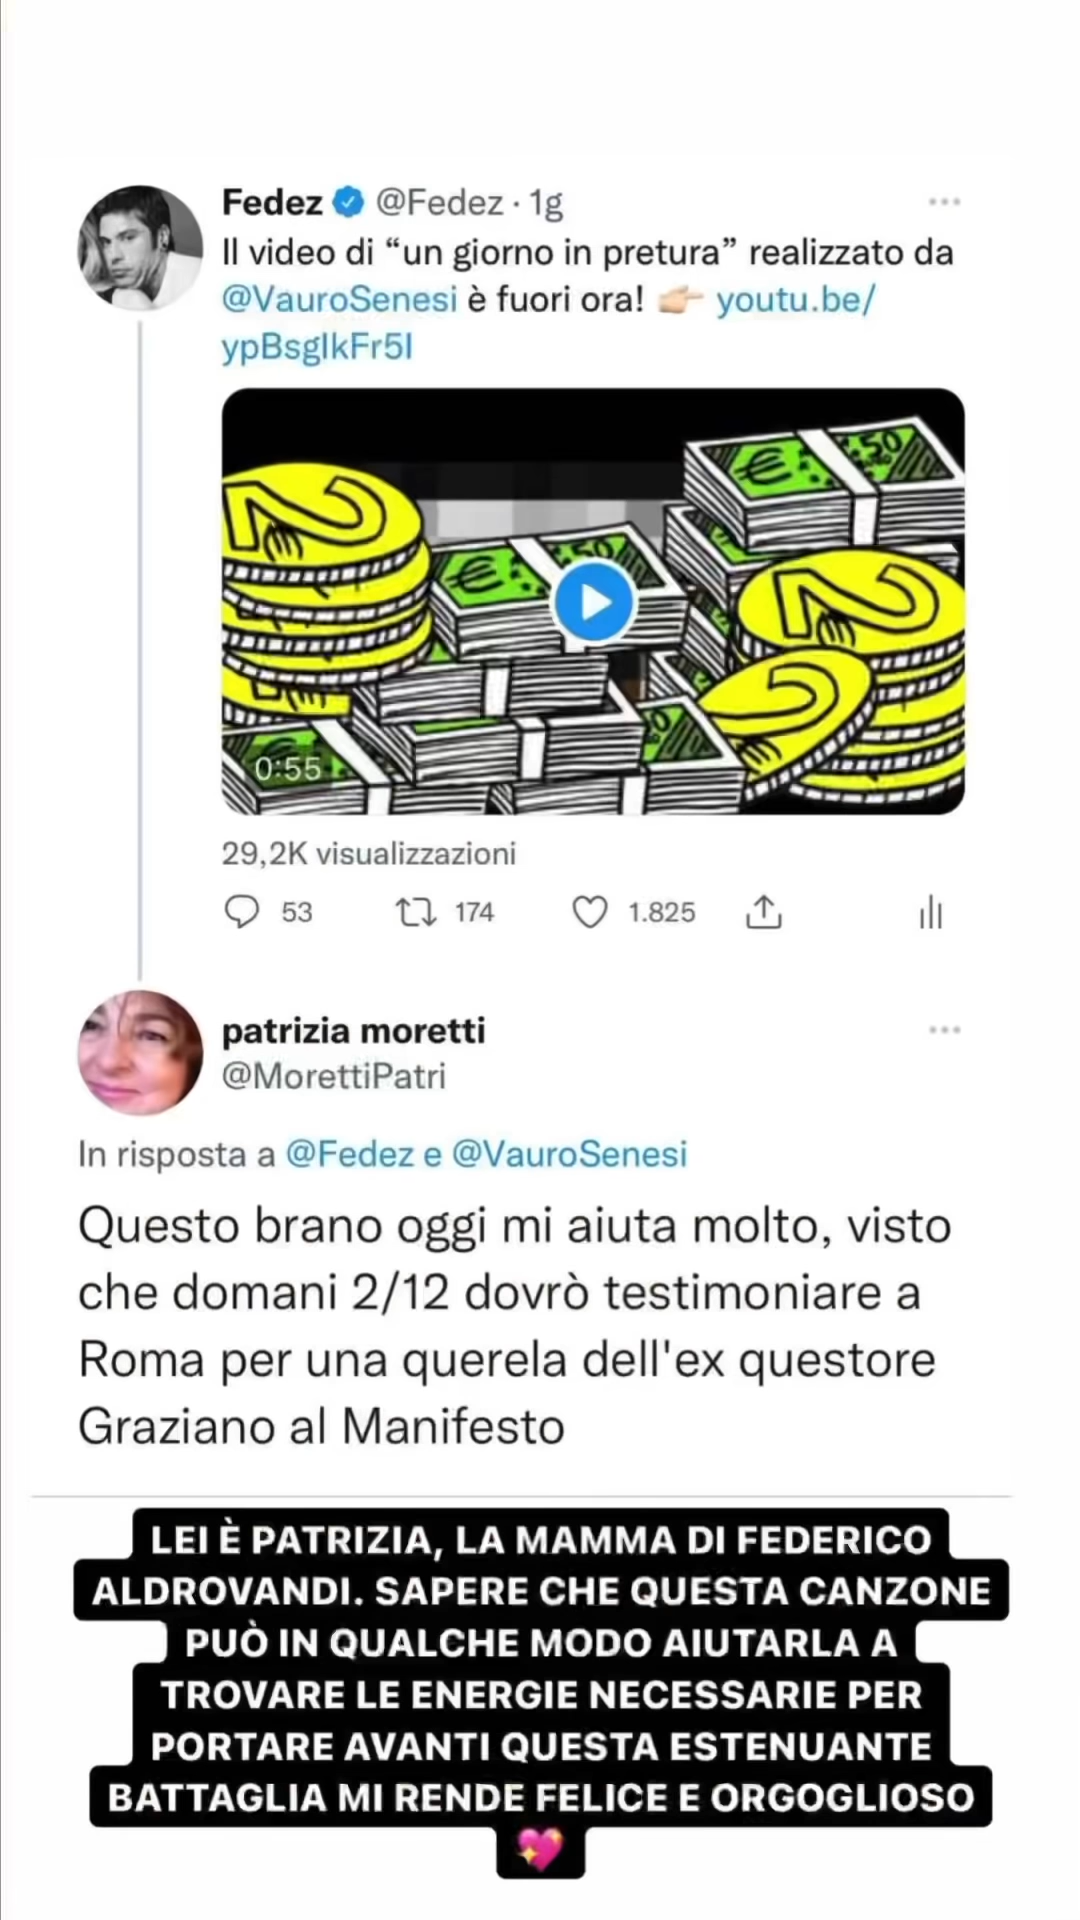 Fedez @Fedez · 1g
Il video di “un giorno in pretura” realizzato da
@VauroSenesi è fuori ora! 👉🏻 youtu.be/
ypBsglkFr5I
0:55
29,2K visualizzazioni
53 174 1.825
patrizia moretti
@MorettiPatri
In risposta a @Fedez e @VauroSenesi
Questo brano oggi mi aiuta molto, visto
che domani 2/12 dovrò testimoniare a
Roma per una querela dell'ex questore
Graziano al Manifesto
LEI È PATRIZIA, LA MAMMA DI FEDERICO
ALDROVANDI. SAPERE CHE QUESTA CANZONE
PUÒ IN QUALCHE MODO AIUTARLA A
TROVARE LE ENERGIE NECESSARIE PER
PORTARE AVANTI QUESTA ESTENUANTE
BATTAGLIA MI RENDE FELICE E ORGOGLIOSO
💖